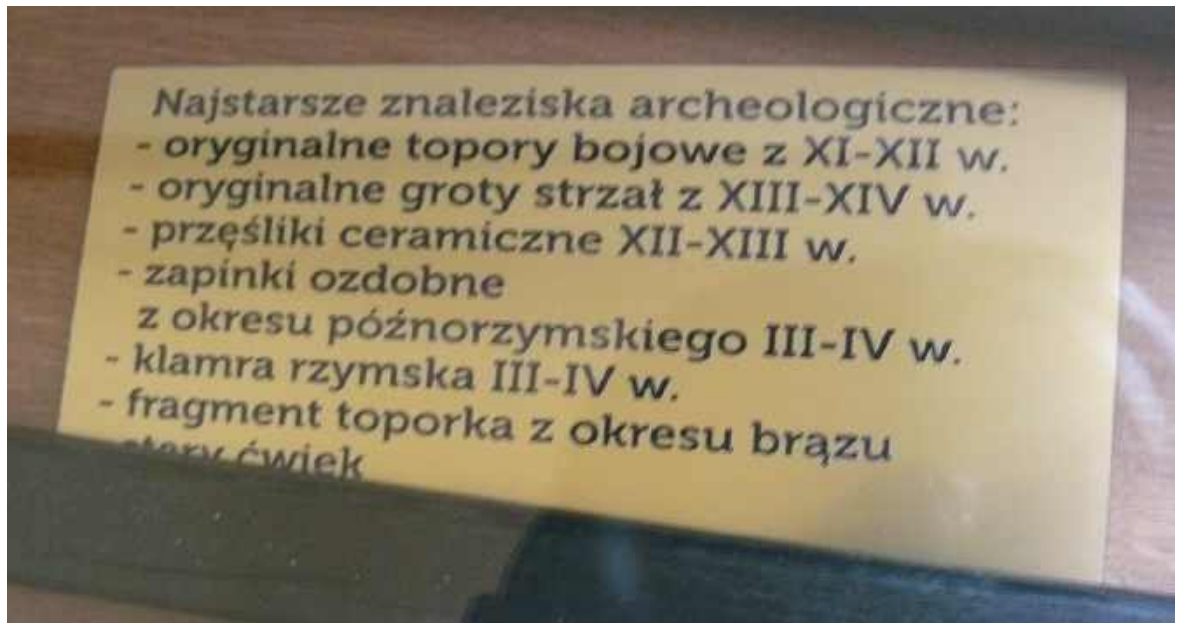 Najstarsze znaleziska archeologiczne:
- oryginalne topory bojowe z XI-XII w.
- oryginalne groty strzał z XIII-XIV w.
- przęśliki ceramiczne XII-XIII w.
- zapinki ozdobne
z okresu późnorzymskiego III-IV w.
- klamra rzymska III-IV w.
- fragment toporka z okresu brązu
stary ćwiek